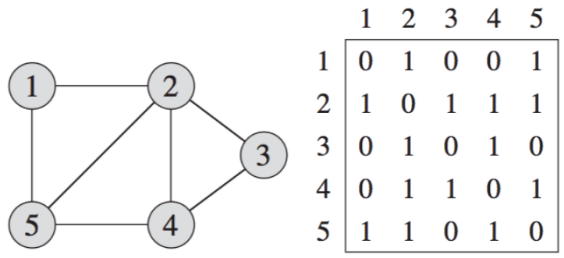 1 2 3 4 5
1 2
3
5 4
1 0 1 0 0 1
2 1 0 1 1 1
3 0 1 0 1 0
4 0 1 1 0 1
5 1 1 0 1 0